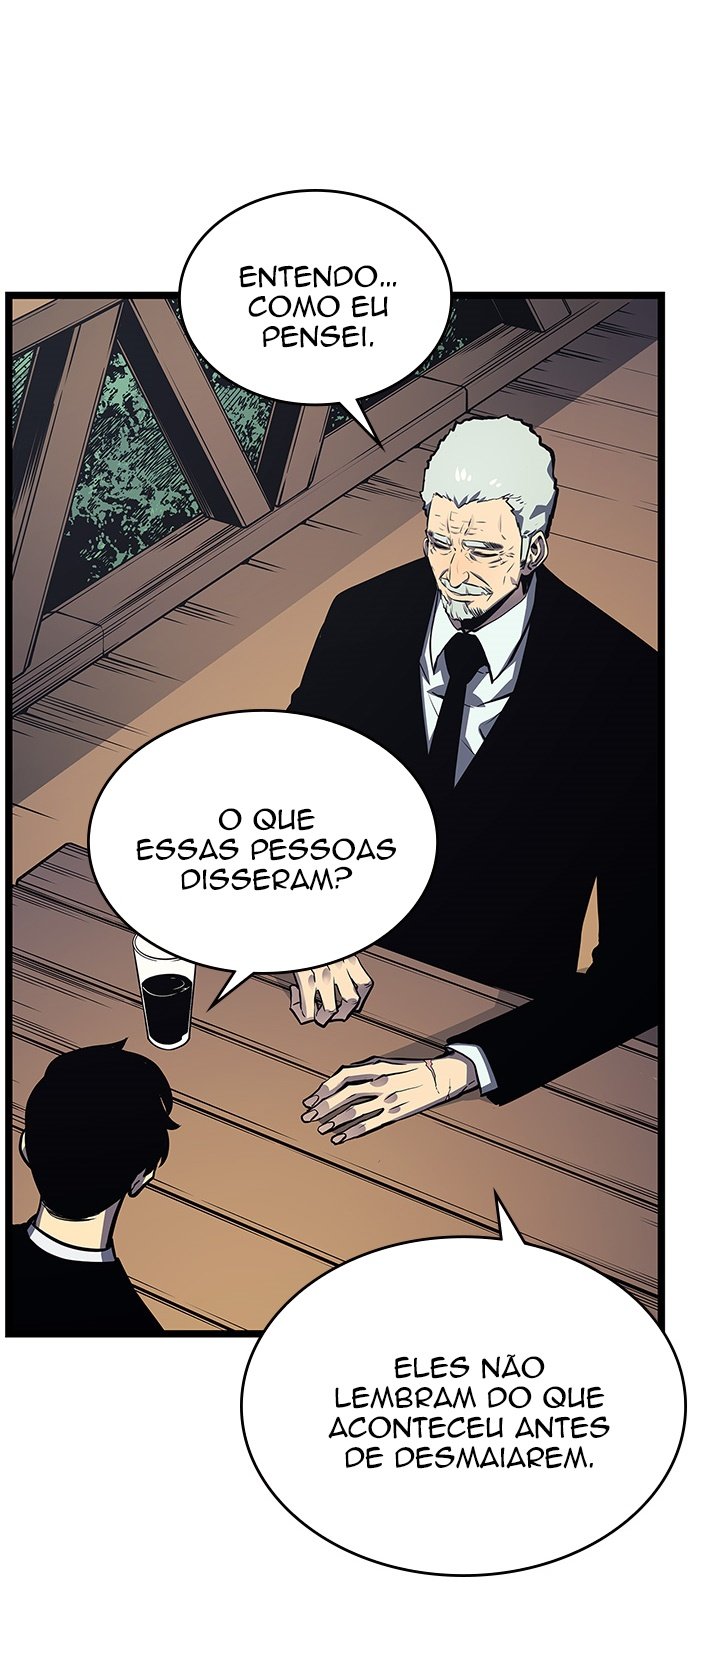 ENTENDO...
COMO EU
PENSEI.
O QUE
ESSAS PESSOAS
DISSERAM?
ELES NÃO
LEMBRAM DO QUE
ACONTECEU ANTES
DE DESMAIAREM.